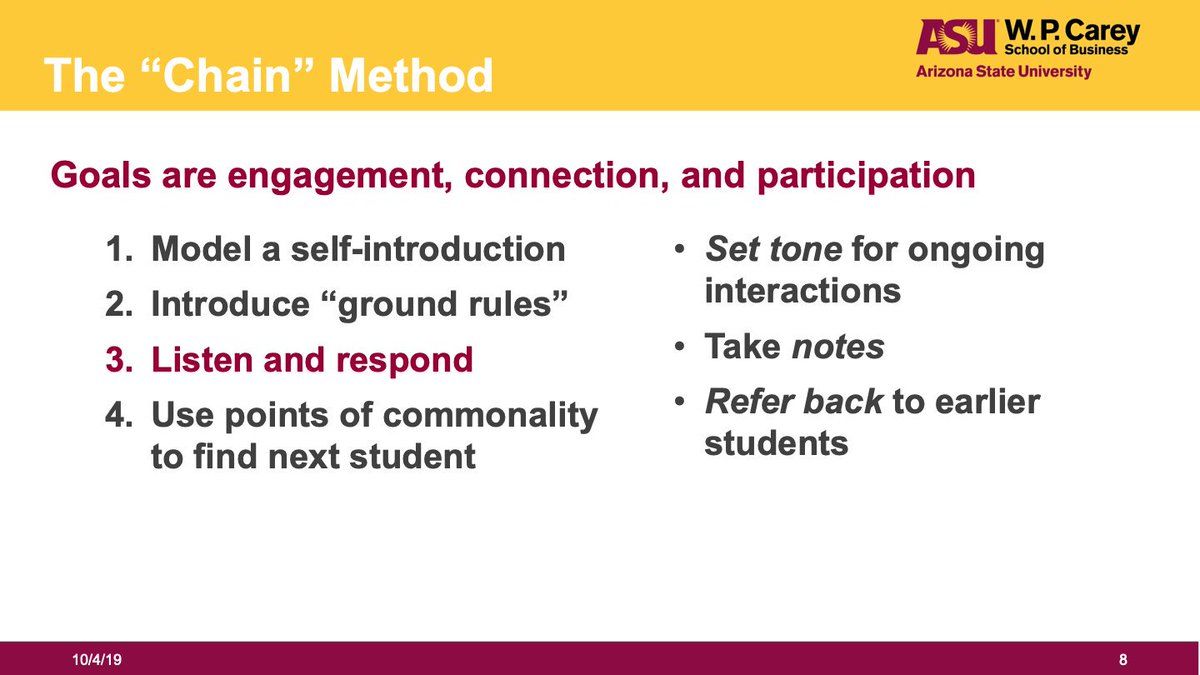 The “Chain” Method
ASU W. P. Carey
School of Business
Arizona State University
Goals are engagement, connection, and participation
1. Model a self-introduction
2. Introduce “ground rules”
3. Listen and respond
4. Use points of commonality
to find next student
• Set tone for ongoing
interactions
• Take notes
• Refer back to earlier
students
10/4/19
8